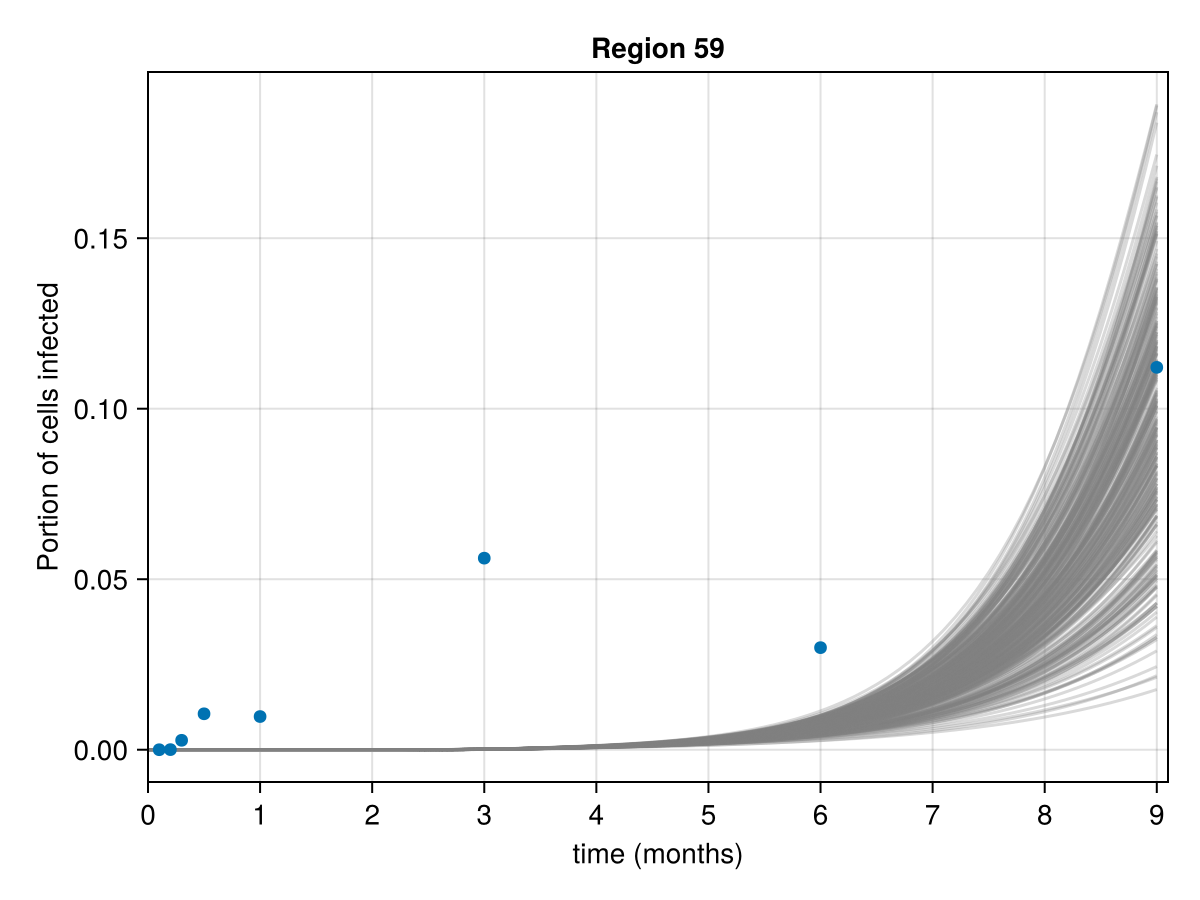 Region 59
Portion of cells infected
0.15
0.10
0.05
0.00
0 1 2 3 4 5 6 7 8 9
time (months)